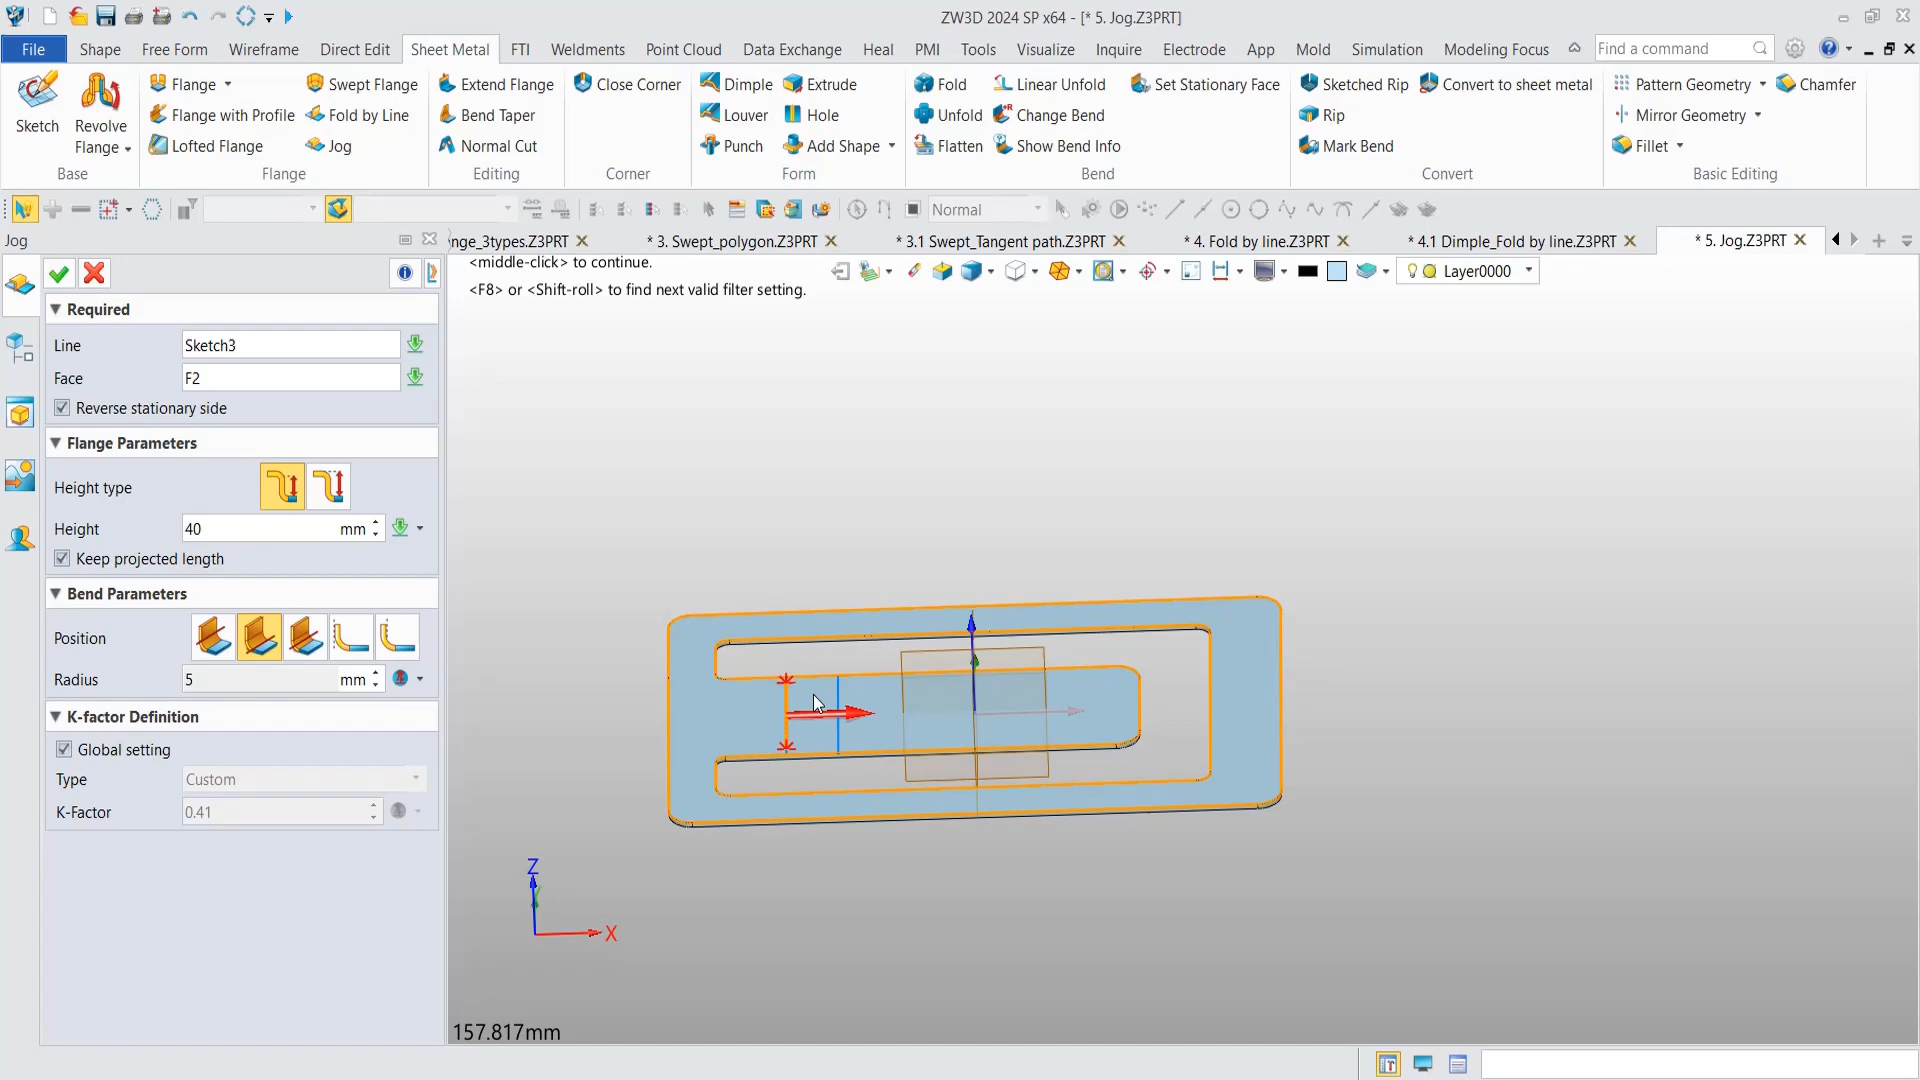 ZW3D 2024 SP x64 - [* 5. Jog.Z3PRT]
File Shape Free Form Wireframe Direct Edit Sheet Metal FTI Weldments Point Cloud Data Exchange Heal PMI Tools Visualize Inquire Electrode App Mold Simulation Modeling Focus Find a command
Sketch
Revolve Flange
Base
Flange Swept Flange
Flange with Profile Fold by Line
Lofted Flange Jog
Flange
Extend Flange
Bend Taper
Normal Cut
Editing
Close Corner
Corner
Dimple Extrude
Louver Hole
Punch Add Shape
Form
Fold Linear Unfold Set Stationary Face
Unfold Change Bend
Flatten Show Bend Info
Bend
Sketched Rip Convert to sheet metal
Rip
Mark Bend
Convert
Pattern Geometry Chamfer
Mirror Geometry
Fillet
Basic Editing
Normal
Jog
nge_3types.Z3PRT * 3. Swept_polygon.Z3PRT * 3.1 Swept_Tangent path.Z3PRT * 4. Fold by line.Z3PRT * 4.1 Dimple_Fold by line.Z3PRT * 5. Jog.Z3PRT
<middle-click> to continue.
<F8> or <Shift-roll> to find next valid filter setting.
Layer0000
Required
Line Sketch3
Face F2
Reverse stationary side
Flange Parameters
Height type
Height 40 mm
Keep projected length
Bend Parameters
Position
Radius 5 mm
K-factor Definition
Global setting
Type Custom
K-Factor 0.41
Z
X
157.817mm